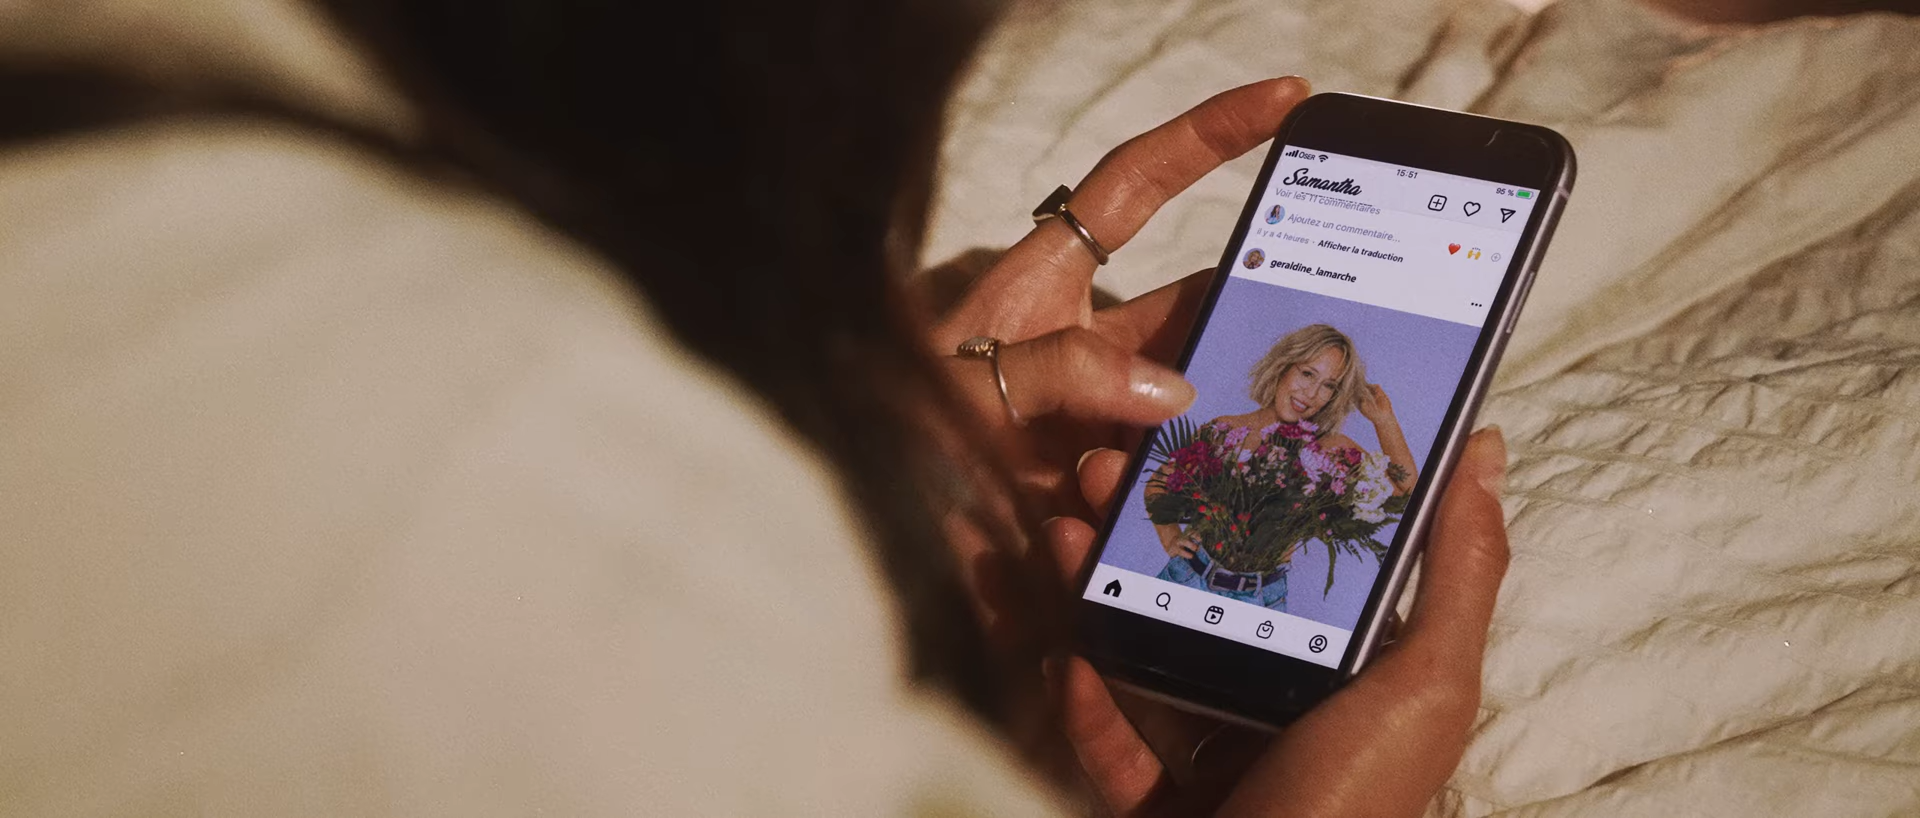 OSER
15:51
95 %
Samantha
Voir les 11 commentaires
Ajoutez un commentaire...
Il y a 4 heures · Afficher la traduction
geraldine_lamarche